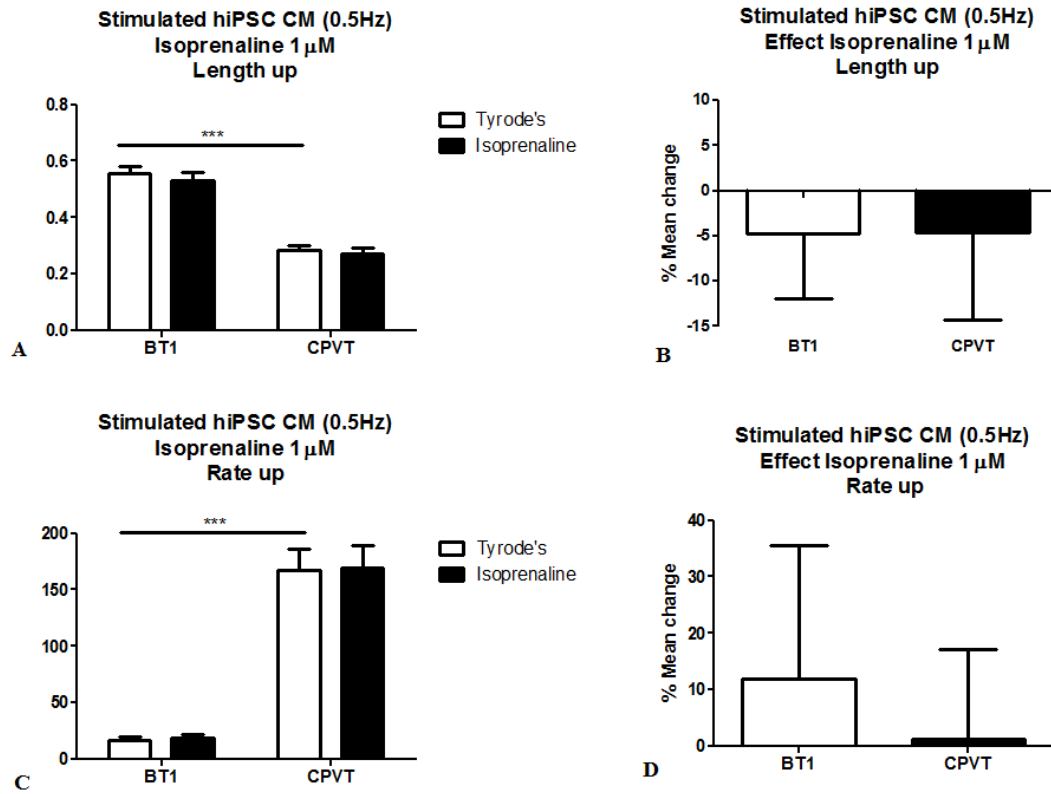 Stimulated hiPSC CM (0.5Hz)
Isoprenaline 1 μM
Length up
0.8
0.6
0.4
0.2
0.0
***
Tyrode's
Isoprenaline
BT1
CPVT
A
Stimulated hiPSC CM (0.5Hz)
Effect Isoprenaline 1 μM
Length up
% Mean change
10
5
0
-5
-10
-15
BT1
CPVT
B
Stimulated hiPSC CM (0.5Hz)
Isoprenaline 1 μM
Rate up
200
150
100
50
0
***
Tyrode's
Isoprenaline
BT1
CPVT
C
Stimulated hiPSC CM (0.5Hz)
Effect Isoprenaline 1 μM
Rate up
% Mean change
40
30
20
10
0
BT1
CPVT
D